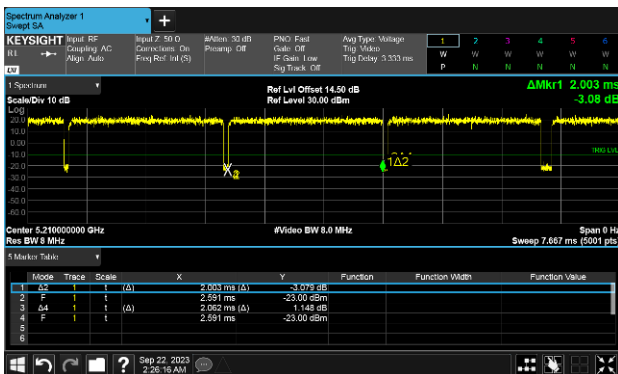 Spectrum Analyzer 1
Swept SA
KEYSIGHT Input: RF Input Z: 50 Ω #Atten: 30 dB PNO: Fast Avg Type: Voltage 1 2 3 4 5 6
Coupling: AC Corrections: On Preamp: Off Gate: Off Trig: Video W W W W W W
Align: Auto Freq Ref: Int (S) IF Gain: Low Trig Delay: 3.333 ms P N N N N N
Sig Track: Off
1 Spectrum Ref Lvl Offset 14.50 dB ΔMkr1 2.003 ms
Scale/Div 10 dB Ref Level 30.00 dBm -3.08 dB
Log
20.0
10.0
0.00
-10.0
TRIG LVL
-20.0
1Δ2
-30.0
-40.0
-50.0
-60.0
Center 5.210000000 GHz #Video BW 8.0 MHz Span 0 Hz
Res BW 8 MHz Sweep 7.667 ms (5001 pts)
5 Marker Table
Mode Trace Scale X Y Function Function Width Function Value
1 Δ2 1 t (Δ) 2.003 ms (Δ) -3.079 dB
2 F 1 t 2.591 ms -23.00 dBm
3 Δ4 1 t (Δ) 2.062 ms (Δ) 1.148 dB
4 F 1 t 2.591 ms -23.00 dBm
5
6
? Sep 22, 2023
2:26:16 AM